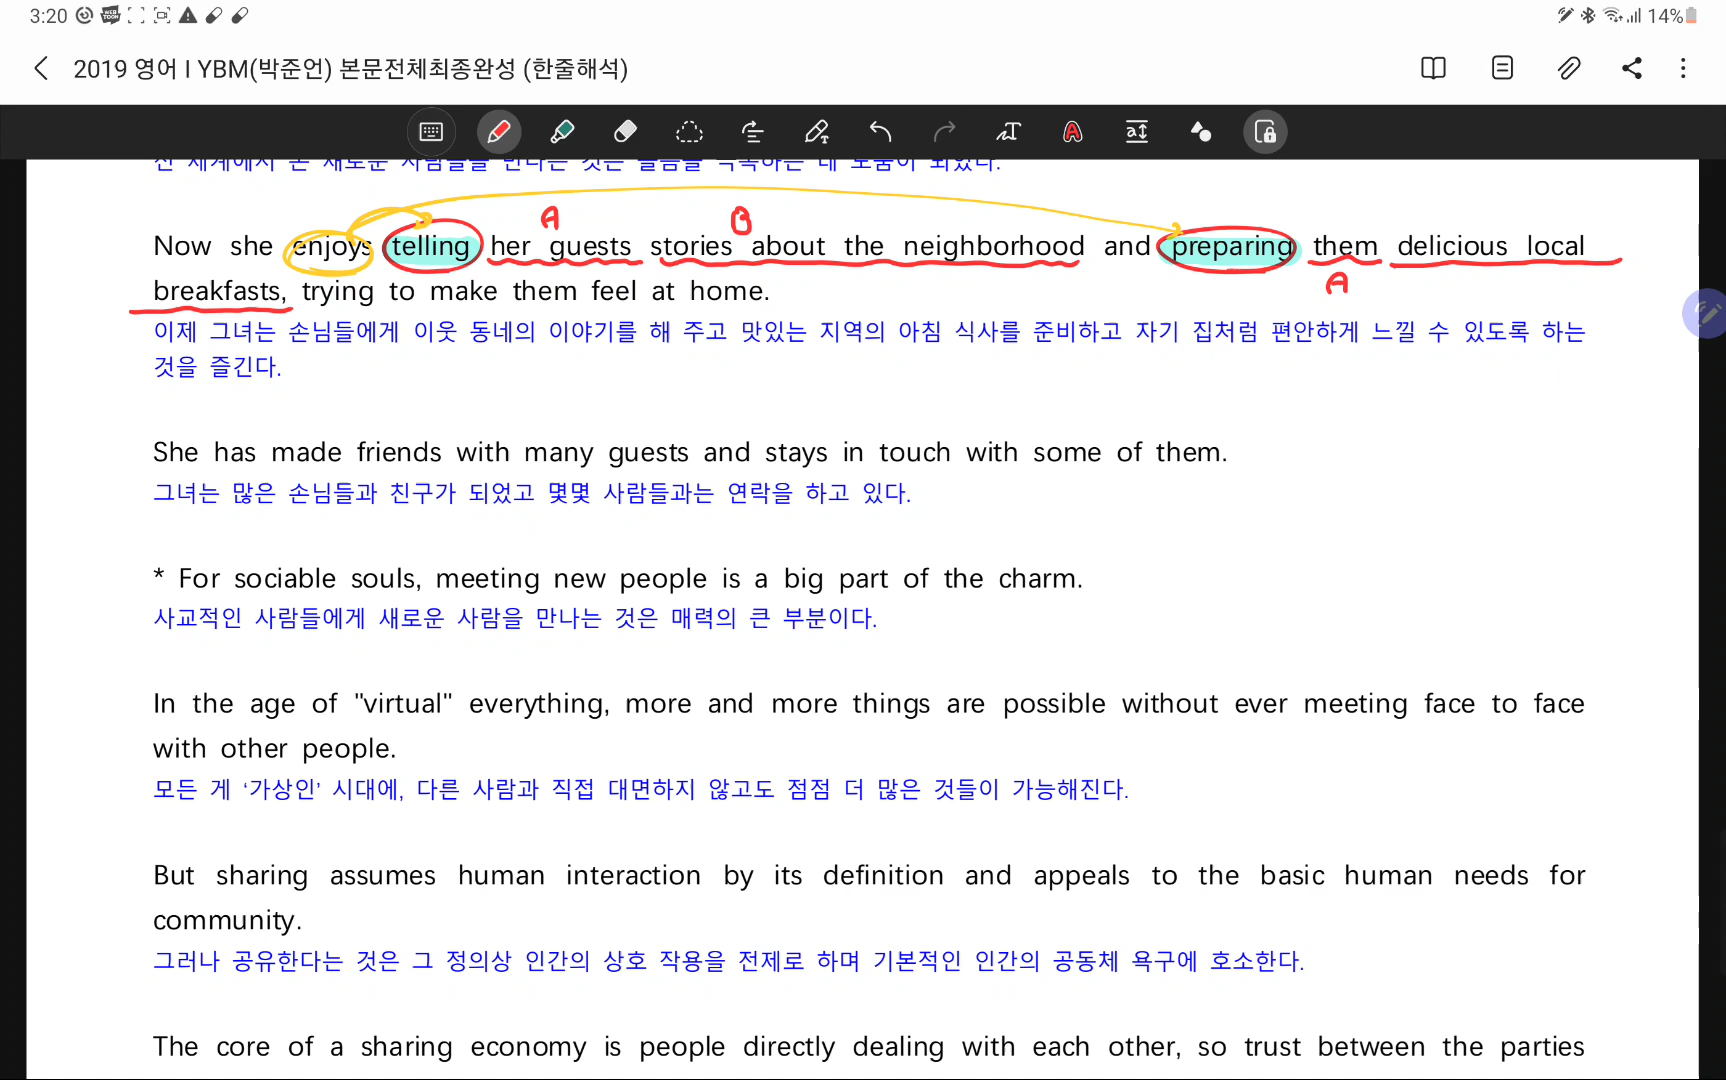 3:20 14%
2019 영어 I YBM(박준언) 본문전체최종완성 (한줄해석)
A B
Now she enjoys telling her guests stories about the neighborhood and preparing them delicious local
A
breakfasts, trying to make them feel at home.
이제 그녀는 손님들에게 이웃 동네의 이야기를 해 주고 맛있는 지역의 아침 식사를 준비하고 자기 집처럼 편안하게 느낄 수 있도록 하는
것을 즐긴다.
She has made friends with many guests and stays in touch with some of them.
그녀는 많은 손님들과 친구가 되었고 몇몇 사람들과는 연락을 하고 있다.
* For sociable souls, meeting new people is a big part of the charm.
사교적인 사람들에게 새로운 사람을 만나는 것은 매력의 큰 부분이다.
In the age of "virtual" everything, more and more things are possible without ever meeting face to face
with other people.
모든 게 ‘가상인’ 시대에, 다른 사람과 직접 대면하지 않고도 점점 더 많은 것들이 가능해진다.
But sharing assumes human interaction by its definition and appeals to the basic human needs for
community.
그러나 공유한다는 것은 그 정의상 인간의 상호 작용을 전제로 하며 기본적인 인간의 공동체 욕구에 호소한다.
The core of a sharing economy is people directly dealing with each other, so trust between the parties